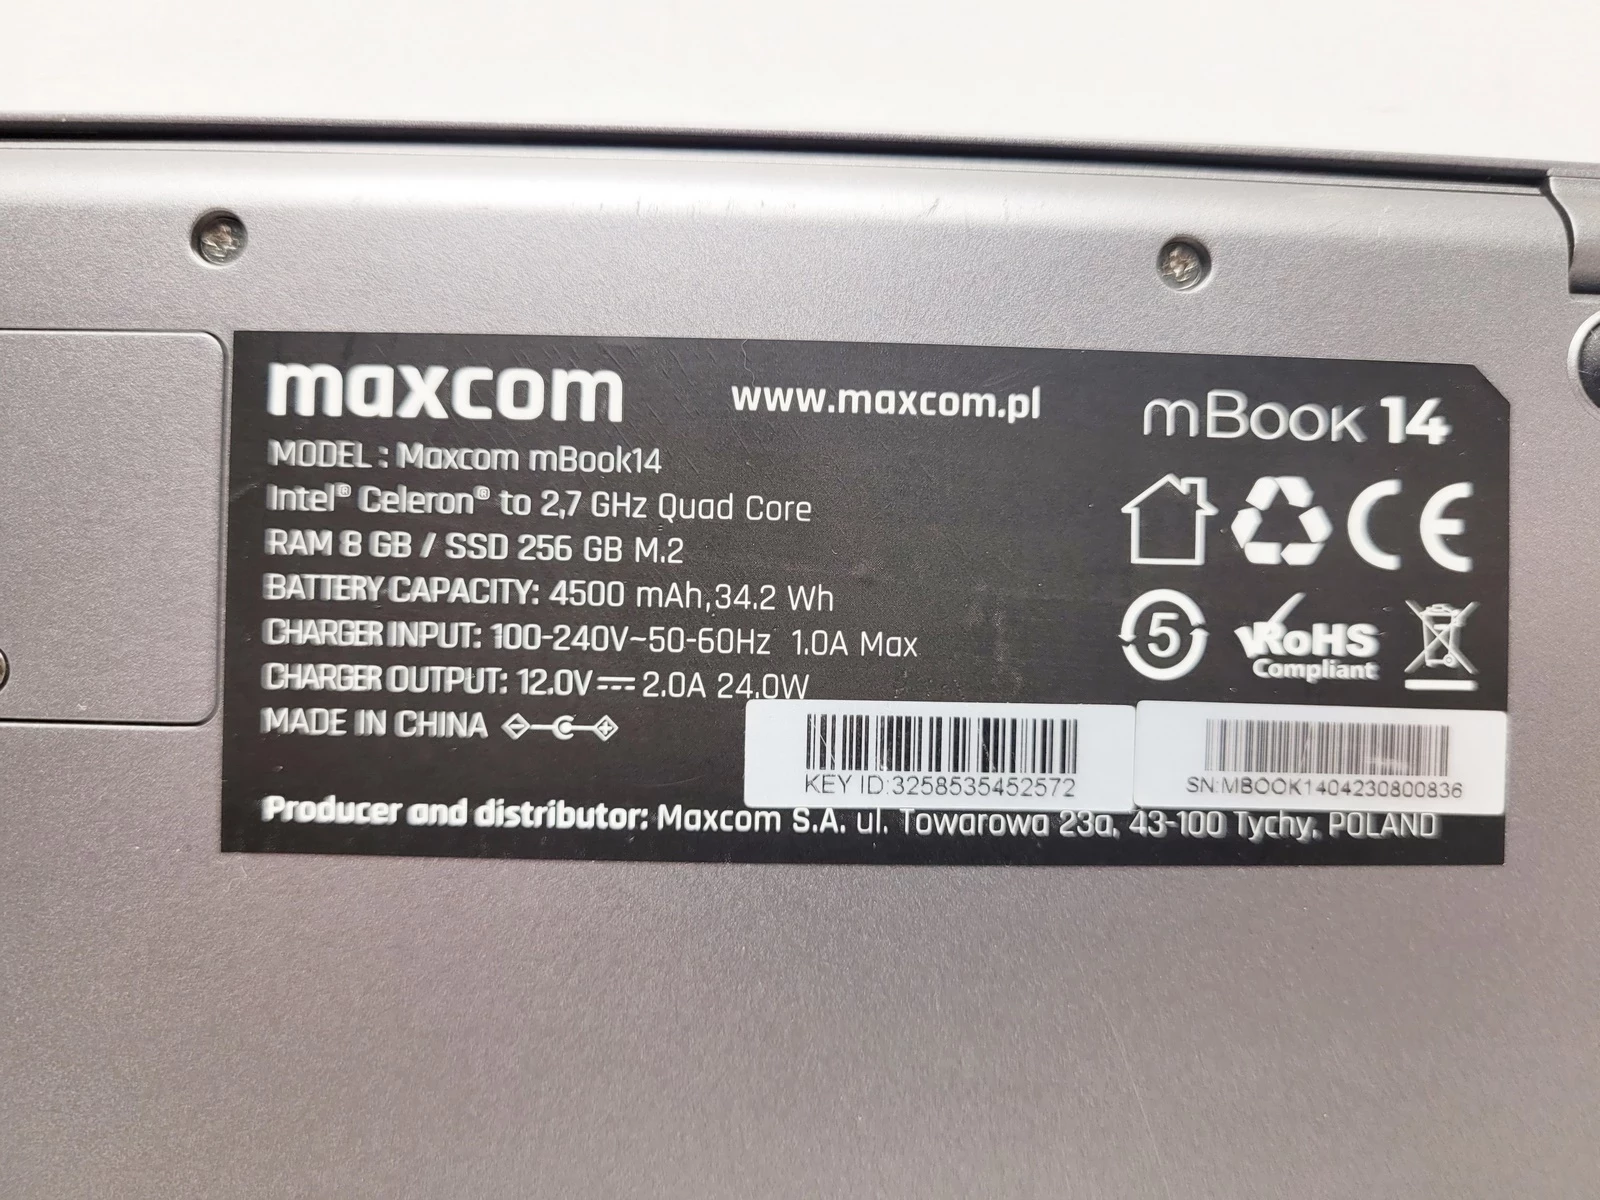 maxcom www.maxcom.pl mBook 14
MODEL : Maxcom mBook14
Intel® Celeron® to 2,7 GHz Quad Core
RAM 8 GB / SSD 256 GB M.2
BATTERY CAPACITY: 4500 mAh,34.2 Wh
CHARGER INPUT: 100-240V~50-60Hz 1.0A Max
CHARGER OUTPUT: 12.0V⎓2.0A 24.0W
MADE IN CHINA
CE
5
RoHS
Compliant
KEY ID:3258535452572
SN:MBOOK1404230800836
Producer and distributor: Maxcom S.A. ul. Towarowa 23a, 43-100 Tychy, POLAND